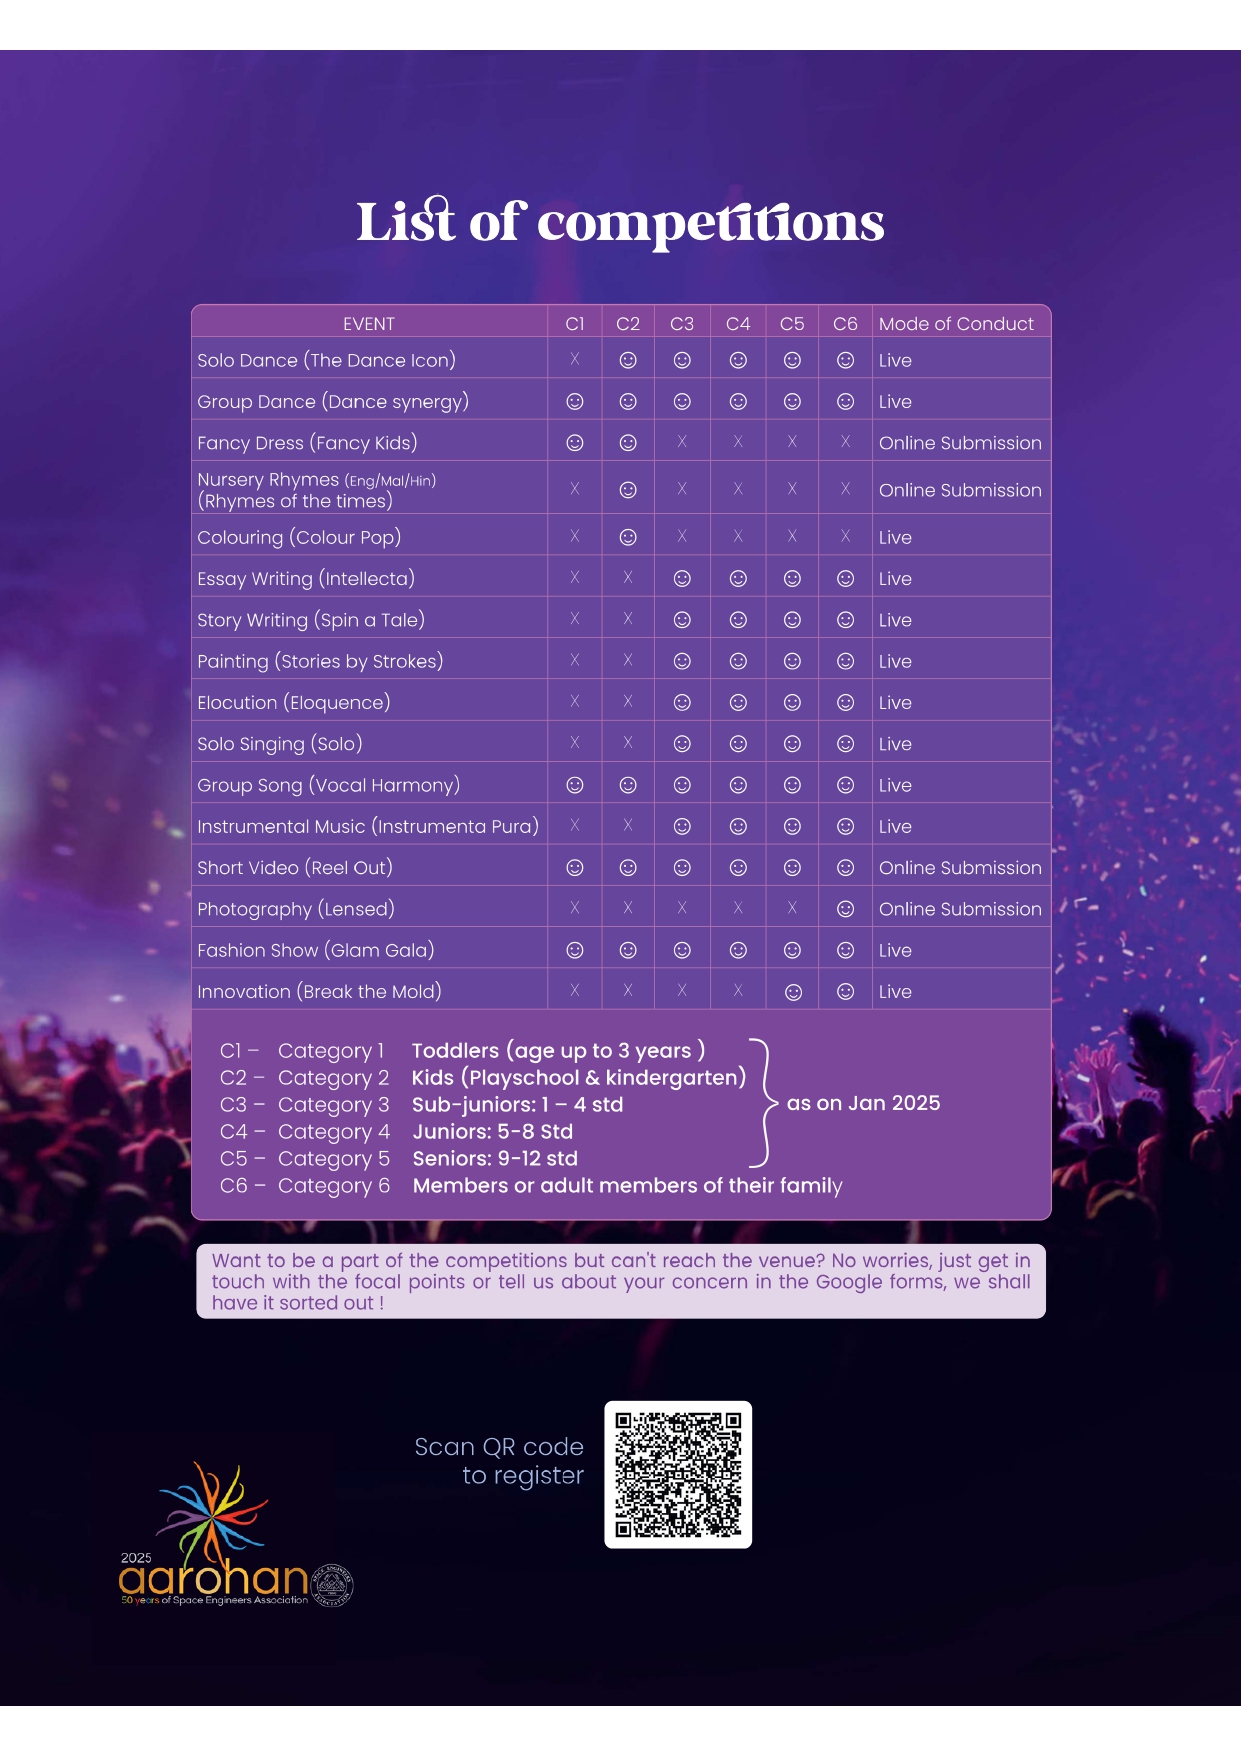 List of competitions
EVENT C1 C2 C3 C4 C5 C6 Mode of Conduct
Solo Dance (The Dance Icon) X ☺ ☺ ☺ ☺ ☺ Live
Group Dance (Dance synergy) ☺ ☺ ☺ ☺ ☺ ☺ Live
Fancy Dress (Fancy Kids) ☺ ☺ X X X X Online Submission
Nursery Rhymes (Eng/Mal/Hin)
(Rhymes of the times) X ☺ X X X X Online Submission
Colouring (Colour Pop) X ☺ X X X X Live
Essay Writing (Intellecta) X X ☺ ☺ ☺ ☺ Live
Story Writing (Spin a Tale) X X ☺ ☺ ☺ ☺ Live
Painting (Stories by Strokes) X X ☺ ☺ ☺ ☺ Live
Elocution (Eloquence) X X ☺ ☺ ☺ ☺ Live
Solo Singing (Solo) X X ☺ ☺ ☺ ☺ Live
Group Song (Vocal Harmony) ☺ ☺ ☺ ☺ ☺ ☺ Live
Instrumental Music (Instrumenta Pura) X X ☺ ☺ ☺ ☺ Live
Short Video (Reel Out) ☺ ☺ ☺ ☺ ☺ ☺ Online Submission
Photography (Lensed) X X X X X ☺ Online Submission
Fashion Show (Glam Gala) ☺ ☺ ☺ ☺ ☺ ☺ Live
Innovation (Break the Mold) X X X X ☺ ☺ Live
C1 – Category 1 Toddlers (age up to 3 years )
C2 – Category 2 Kids (Playschool & kindergarten)
C3 – Category 3 Sub-juniors: 1 – 4 std
as on Jan 2025
C4 – Category 4 Juniors: 5-8 Std
C5 – Category 5 Seniors: 9-12 std
C6 – Category 6 Members or adult members of their family
Want to be a part of the competitions but can't reach the venue? No worries, just get in
touch with the focal points or tell us about your concern in the Google forms, we shall
have it sorted out !
Scan QR code
to register
2025
aarohan
50 years of Space Engineers Association
SPACE ENGINEERS
ASSOCIATION